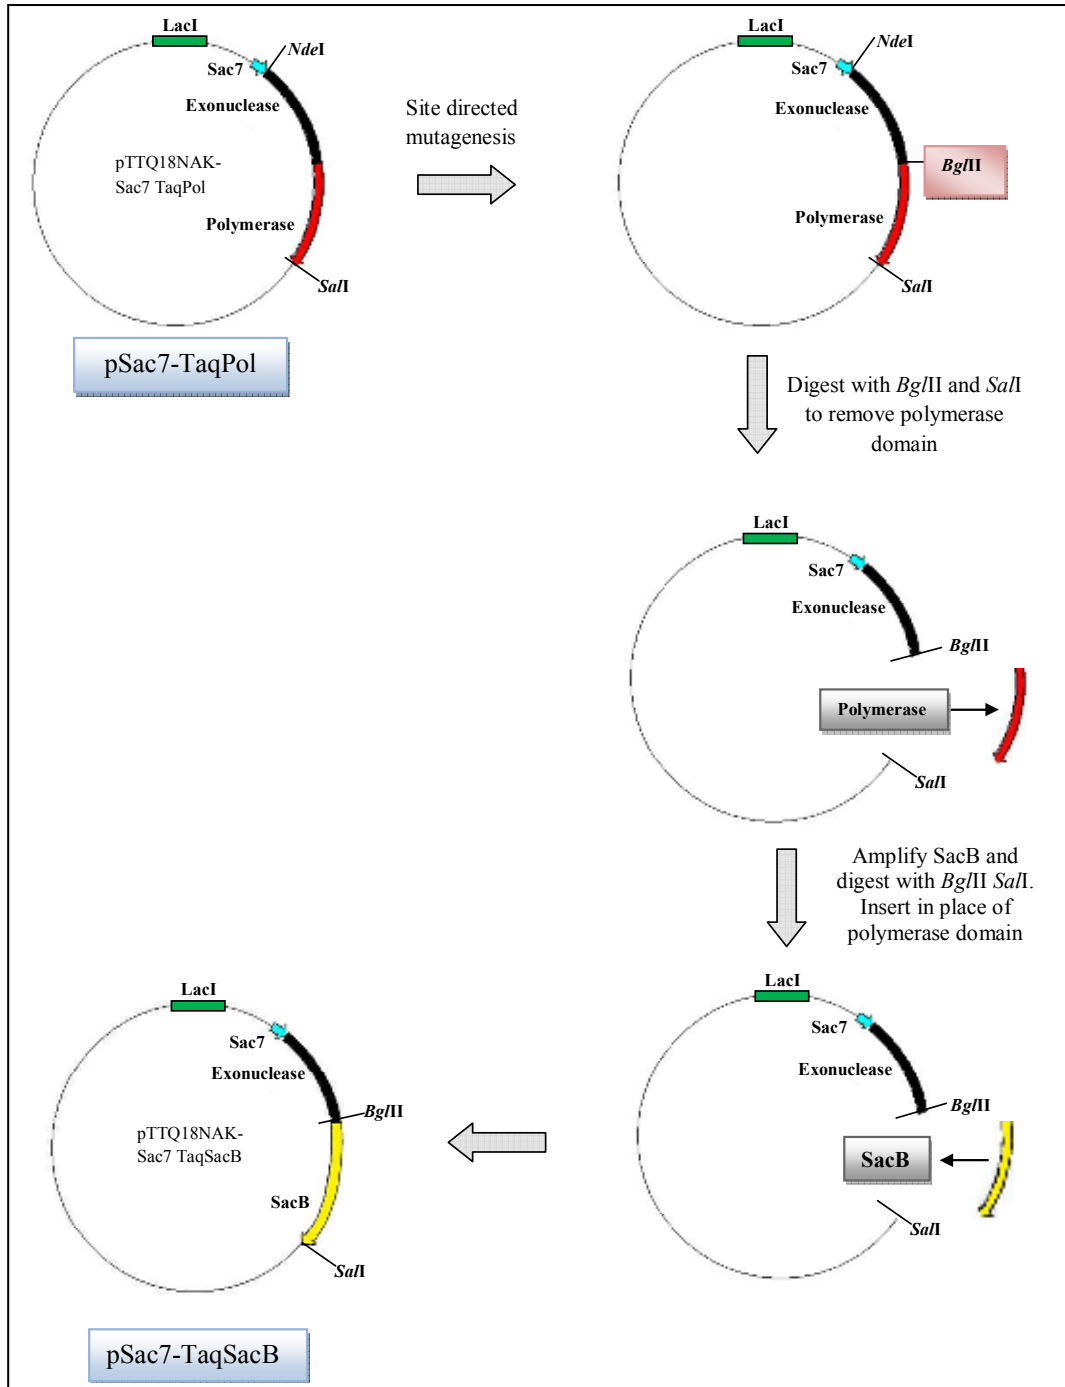 LacI
NdeI
Sac7
Exonuclease
pTTQ18NAK-
Sac7 TaqPol
Polymerase
SalI
pSac7-TaqPol
Site directed
mutagenesis
LacI
NdeI
Sac7
Exonuclease
BglII
Polymerase
SalI
Digest with BglII and SalI
to remove polymerase
domain
LacI
Sac7
Exonuclease
BglII
Polymerase
SalI
Amplify SacB and
digest with BglII SalI.
Insert in place of
polymerase domain
LacI
Sac7
Exonuclease
BglII
SacB
SalI
LacI
Sac7
Exonuclease
BglII
pTTQ18NAK-
Sac7 TaqSacB
SacB
SalI
pSac7-TaqSacB